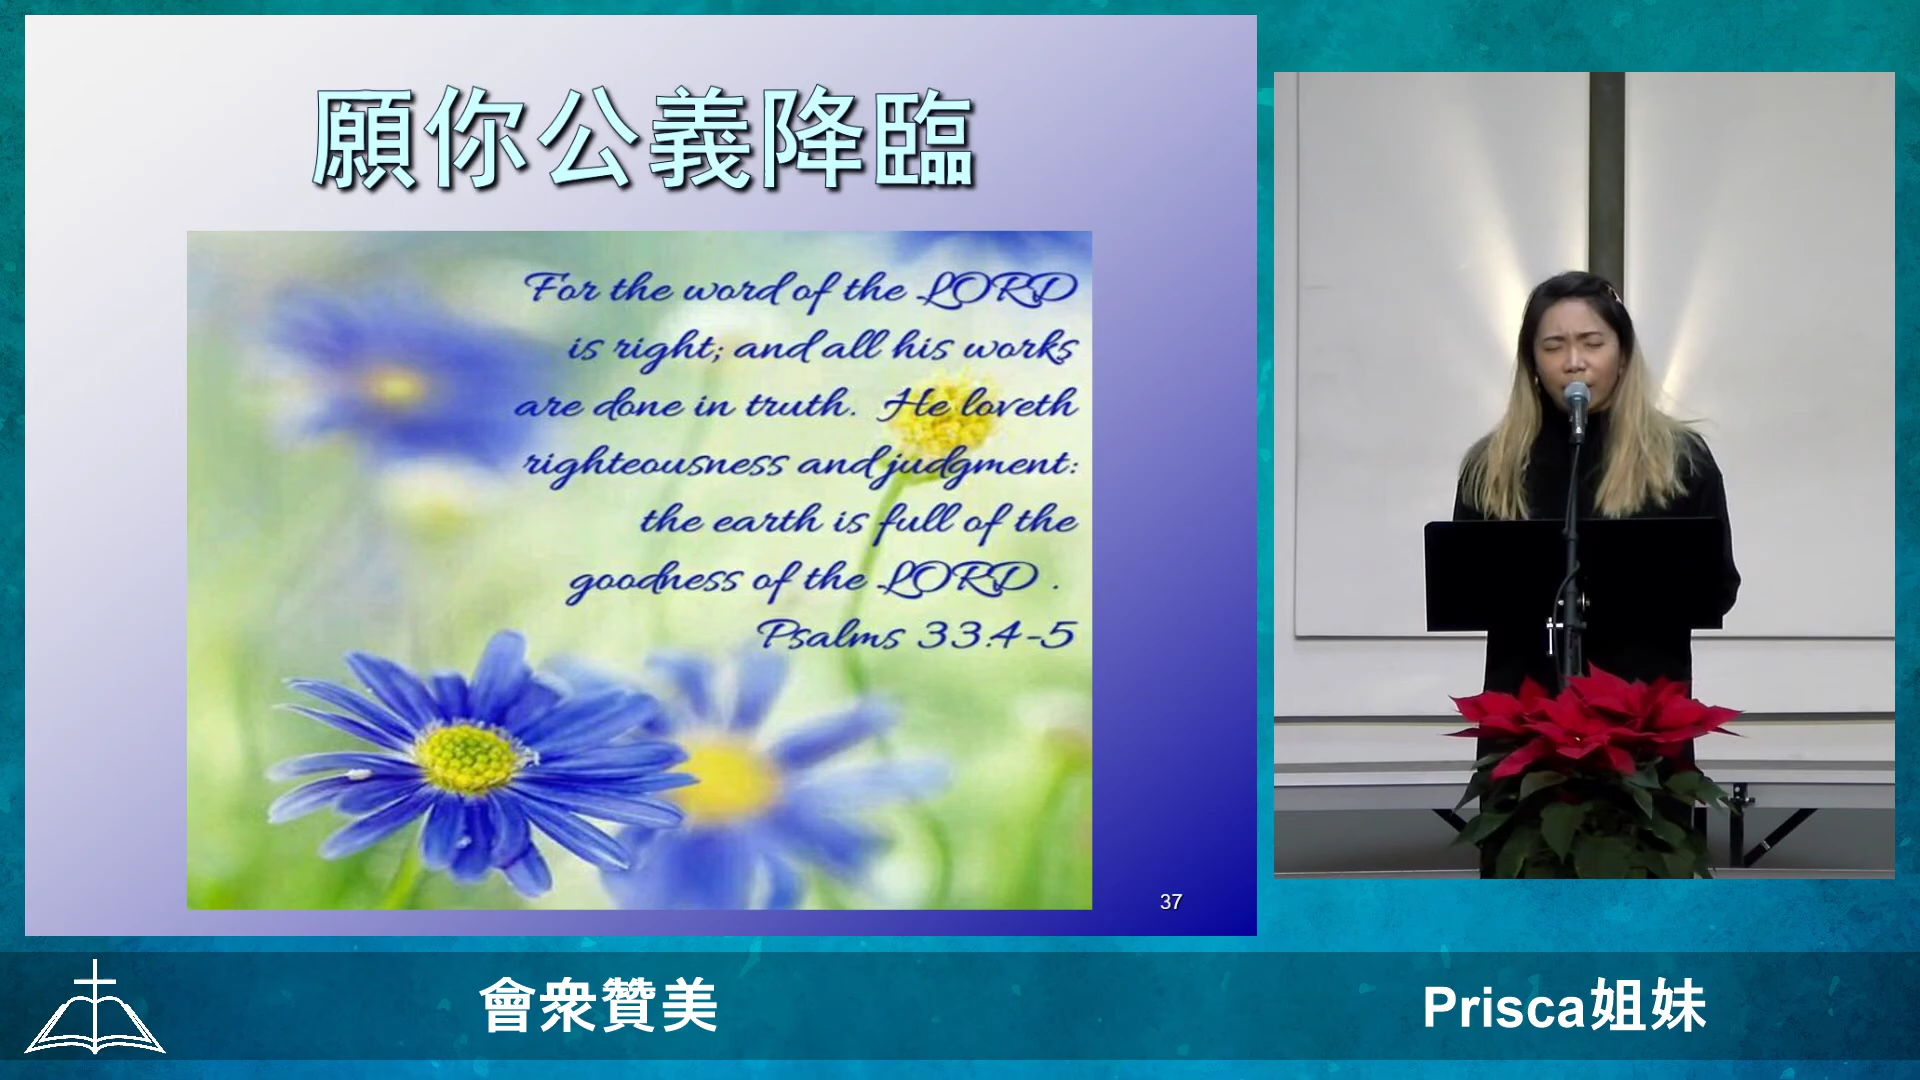 願你公義降臨
For the word of the LORD
is right; and all his works
are done in truth. He loveth
righteousness and judgment:
the earth is full of the
goodness of the LORD .
Psalms 33:4-5
37
會衆贊美
Prisca姐妹